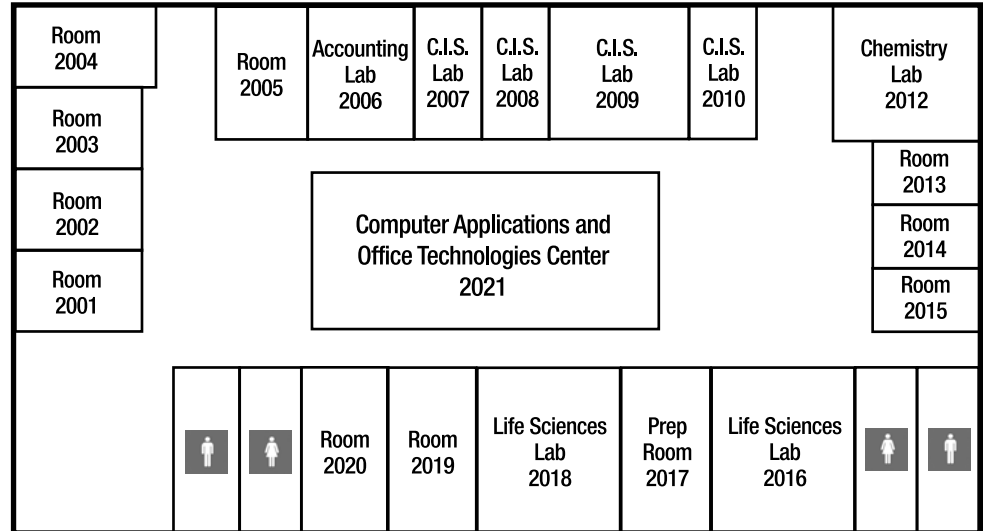 Room
2004
Room
2003
Room
2002
Room
2001
Room
2005
Accounting
Lab
2006
C.I.S.
Lab
2007
C.I.S.
Lab
2008
C.I.S.
Lab
2009
C.I.S.
Lab
2010
Chemistry
Lab
2012
Room
2013
Room
2014
Room
2015
Computer Applications and
Office Technologies Center
2021
Room
2020
Room
2019
Life Sciences
Lab
2018
Prep
Room
2017
Life Sciences
Lab
2016